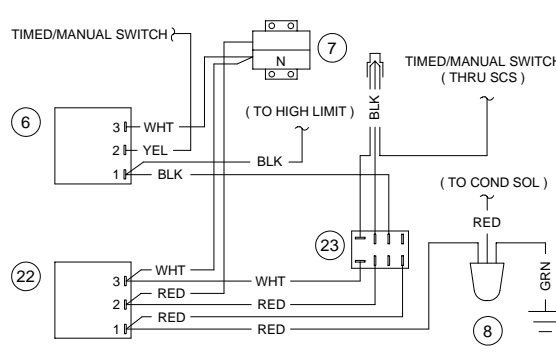 TIMED/MANUAL SWITCH
7
N
TIMED/MANUAL SWITCH
( THRU SCS )
BLK
6
( TO HIGH LIMIT )
3 WHT
2 YEL
BLK
1 BLK
( TO COND SOL )
RED
23
22
WHT
3 WHT
RED
2 RED
RED
1 RED
GRN
8